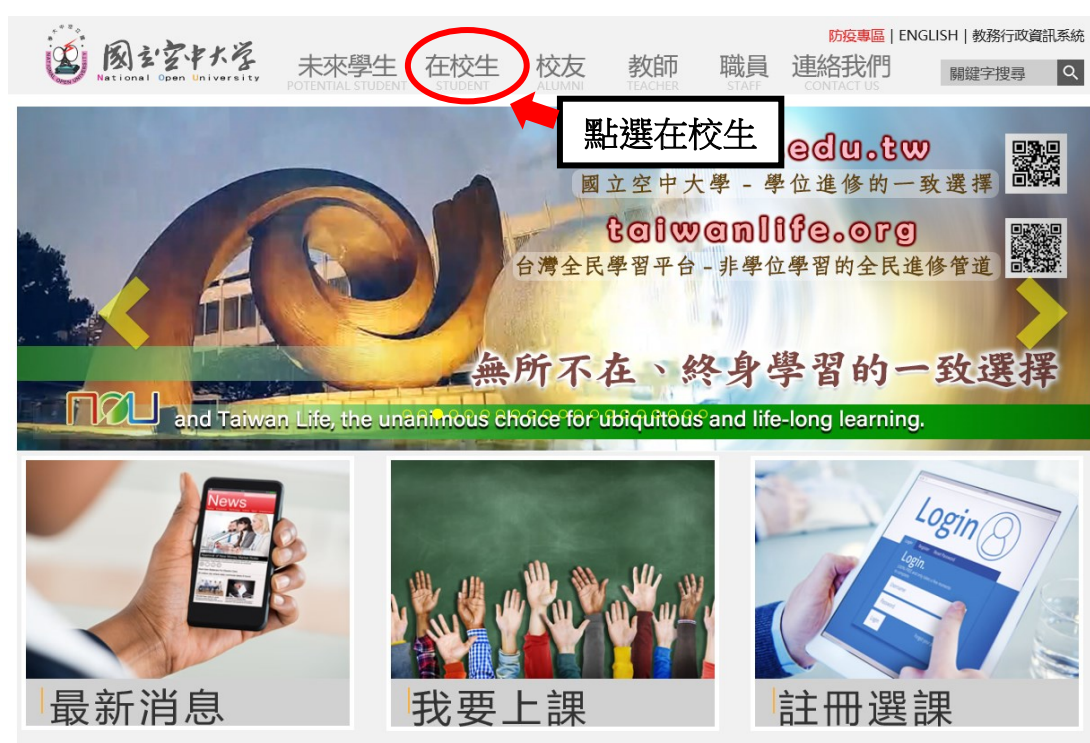 防疫專區 | ENGLISH | 教務行政資訊系統
國立空中大學
National Open University
未來學生 在校生 校友 教師 職員 連絡我們
POTENTIAL STUDENT STUDENT ALUMNI TEACHER STAFF CONTACT US
關鍵字搜尋
點選在校生
edu.tw
國立空中大學 - 學位進修的一致選擇
taiwanlife.org
台灣全民學習平台 - 非學位學習的全民進修管道
無所不在、終身學習的一致選擇
nou and Taiwan Life, the unanimous choice for ubiquitous and life-long learning.
News
Login
Login.
最新消息
我要上課
註冊選課